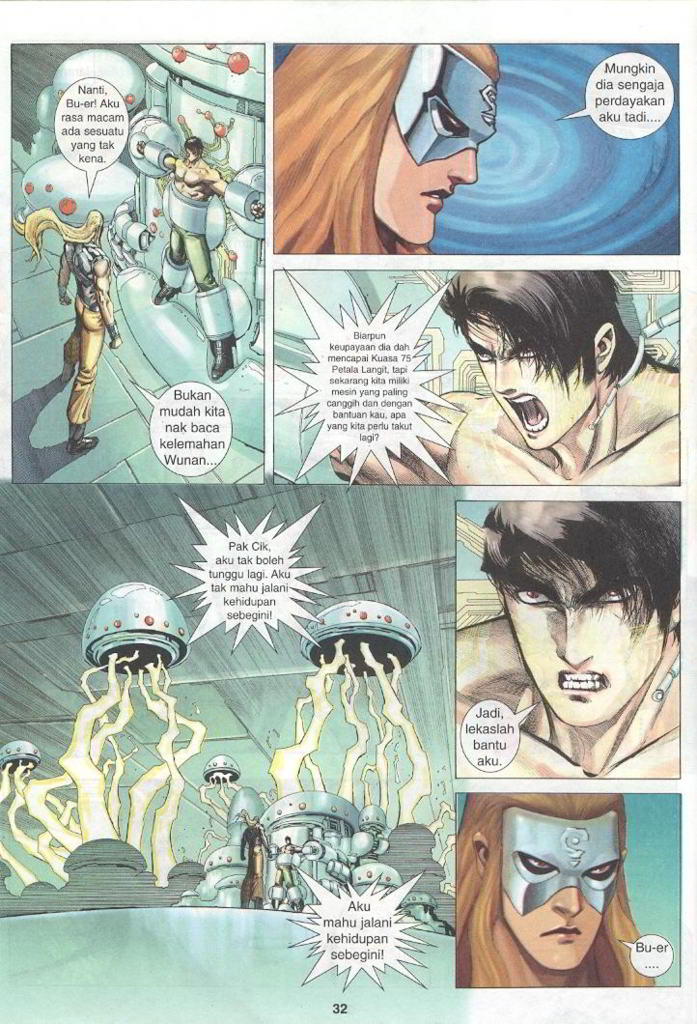 Nanti,
Bu-er! Aku
rasa macam
ada sesuatu
yang tak
kena.
Bukan
mudah kita
nak baca
kelemahan
Wunan...
Mungkin
dia sengaja
perdayakan
aku tadi....
Biarpun
keupayaan dia dah
mencapai Kuasa 75
Petala Langit, tapi
sekarang kita miliki
mesin yang paling
canggih dan dengan
bantuan kau, apa
yang kita perlu takut
lagi?
Pak Cik,
aku tak boleh
tunggu lagi. Aku
tak mahu jalani
kehidupan
sebegini!
Aku
mahu jalani
kehidupan
sebegini!
Jadi,
lekaslah
bantu
aku.
Bu-er
....
32